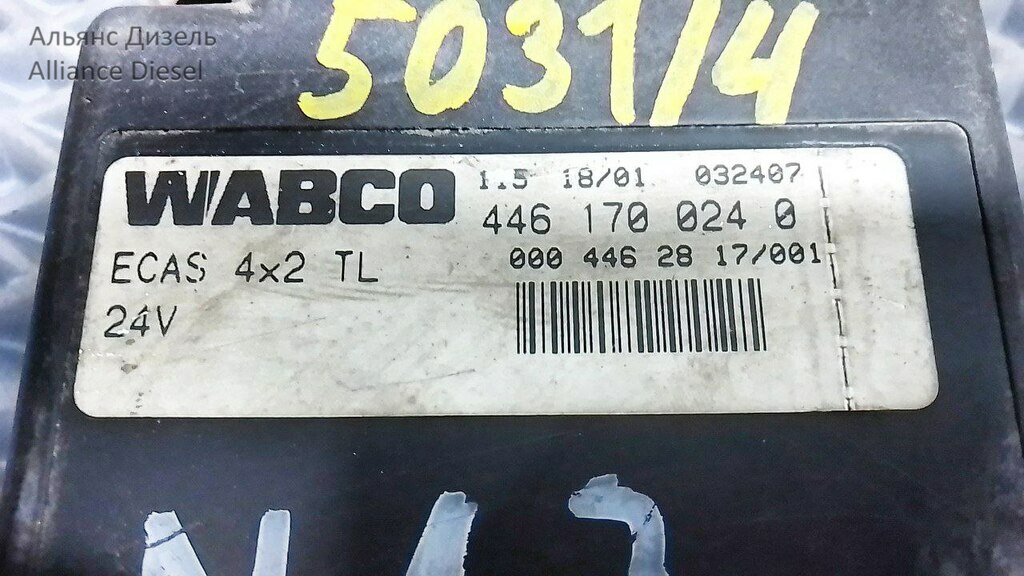 Альянс Дизель
Alliance Diesel
5031/4
WABCO
1.5 18/01 032407
446 170 024 0
ECAS 4x2 TL
000 446 28 17/001
24V